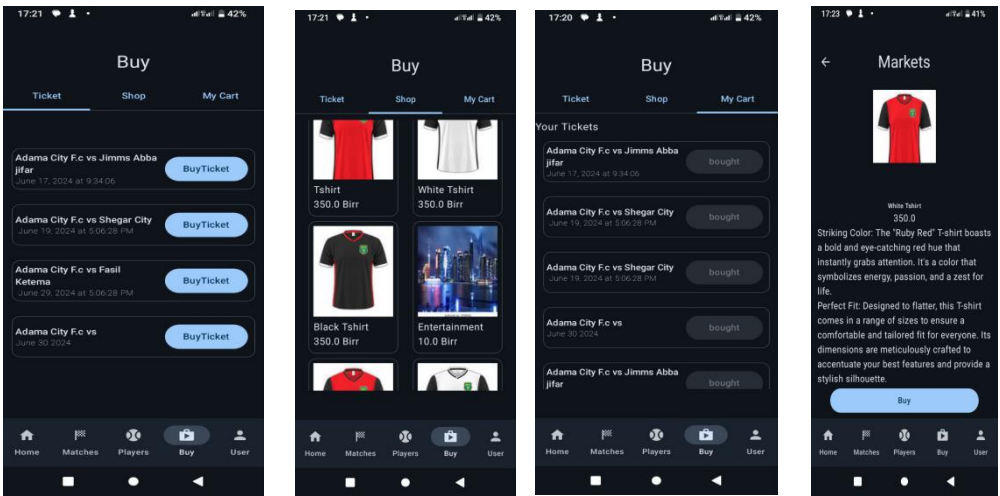 17:21
42%
Buy
Ticket Shop My Cart
Adama City F.c vs Jimms Abba
jifar
June 17, 2024 at 9:34:06
BuyTicket
Adama City F.c vs Shegar City
June 19, 2024 at 5:06:28 PM
BuyTicket
Adama City F.c vs Fasil
Ketema
June 29, 2024 at 5:06:28 PM
BuyTicket
Adama City F.c vs
June 30 2024
BuyTicket
Home Matches Players Buy User
17:21
42%
Buy
Ticket Shop My Cart
Tshirt White Tshirt
350.0 Birr 350.0 Birr
Black Tshirt Entertainment
350.0 Birr 10.0 Birr
Home Matches Players Buy User
17:20
42%
Buy
Ticket Shop My Cart
Your Tickets
Adama City F.c vs Jimms Abba
jifar
June 17, 2024 at 9:34:06
bought
Adama City F.c vs Shegar City
June 19, 2024 at 5:06:28 PM
bought
Adama City F.c vs Shegar City
June 19, 2024 at 5:06:28 PM
bought
Adama City F.c vs
June 30 2024
bought
Adama City F.c vs Jimms Abba
jifar
bought
Home Matches Players Buy User
17:23
41%
Markets
White Tshirt
350.0
Striking Color: The "Ruby Red" T-shirt boasts
a bold and eye-catching red hue that
instantly grabs attention. It's a color that
symbolizes energy, passion, and a zest for
life.
Perfect Fit: Designed to flatter, this T-shirt
comes in a range of sizes to ensure a
comfortable and tailored fit for everyone. Its
dimensions are meticulously crafted to
accentuate your best features and provide a
stylish silhouette.
Buy
Home Matches Players Buy User